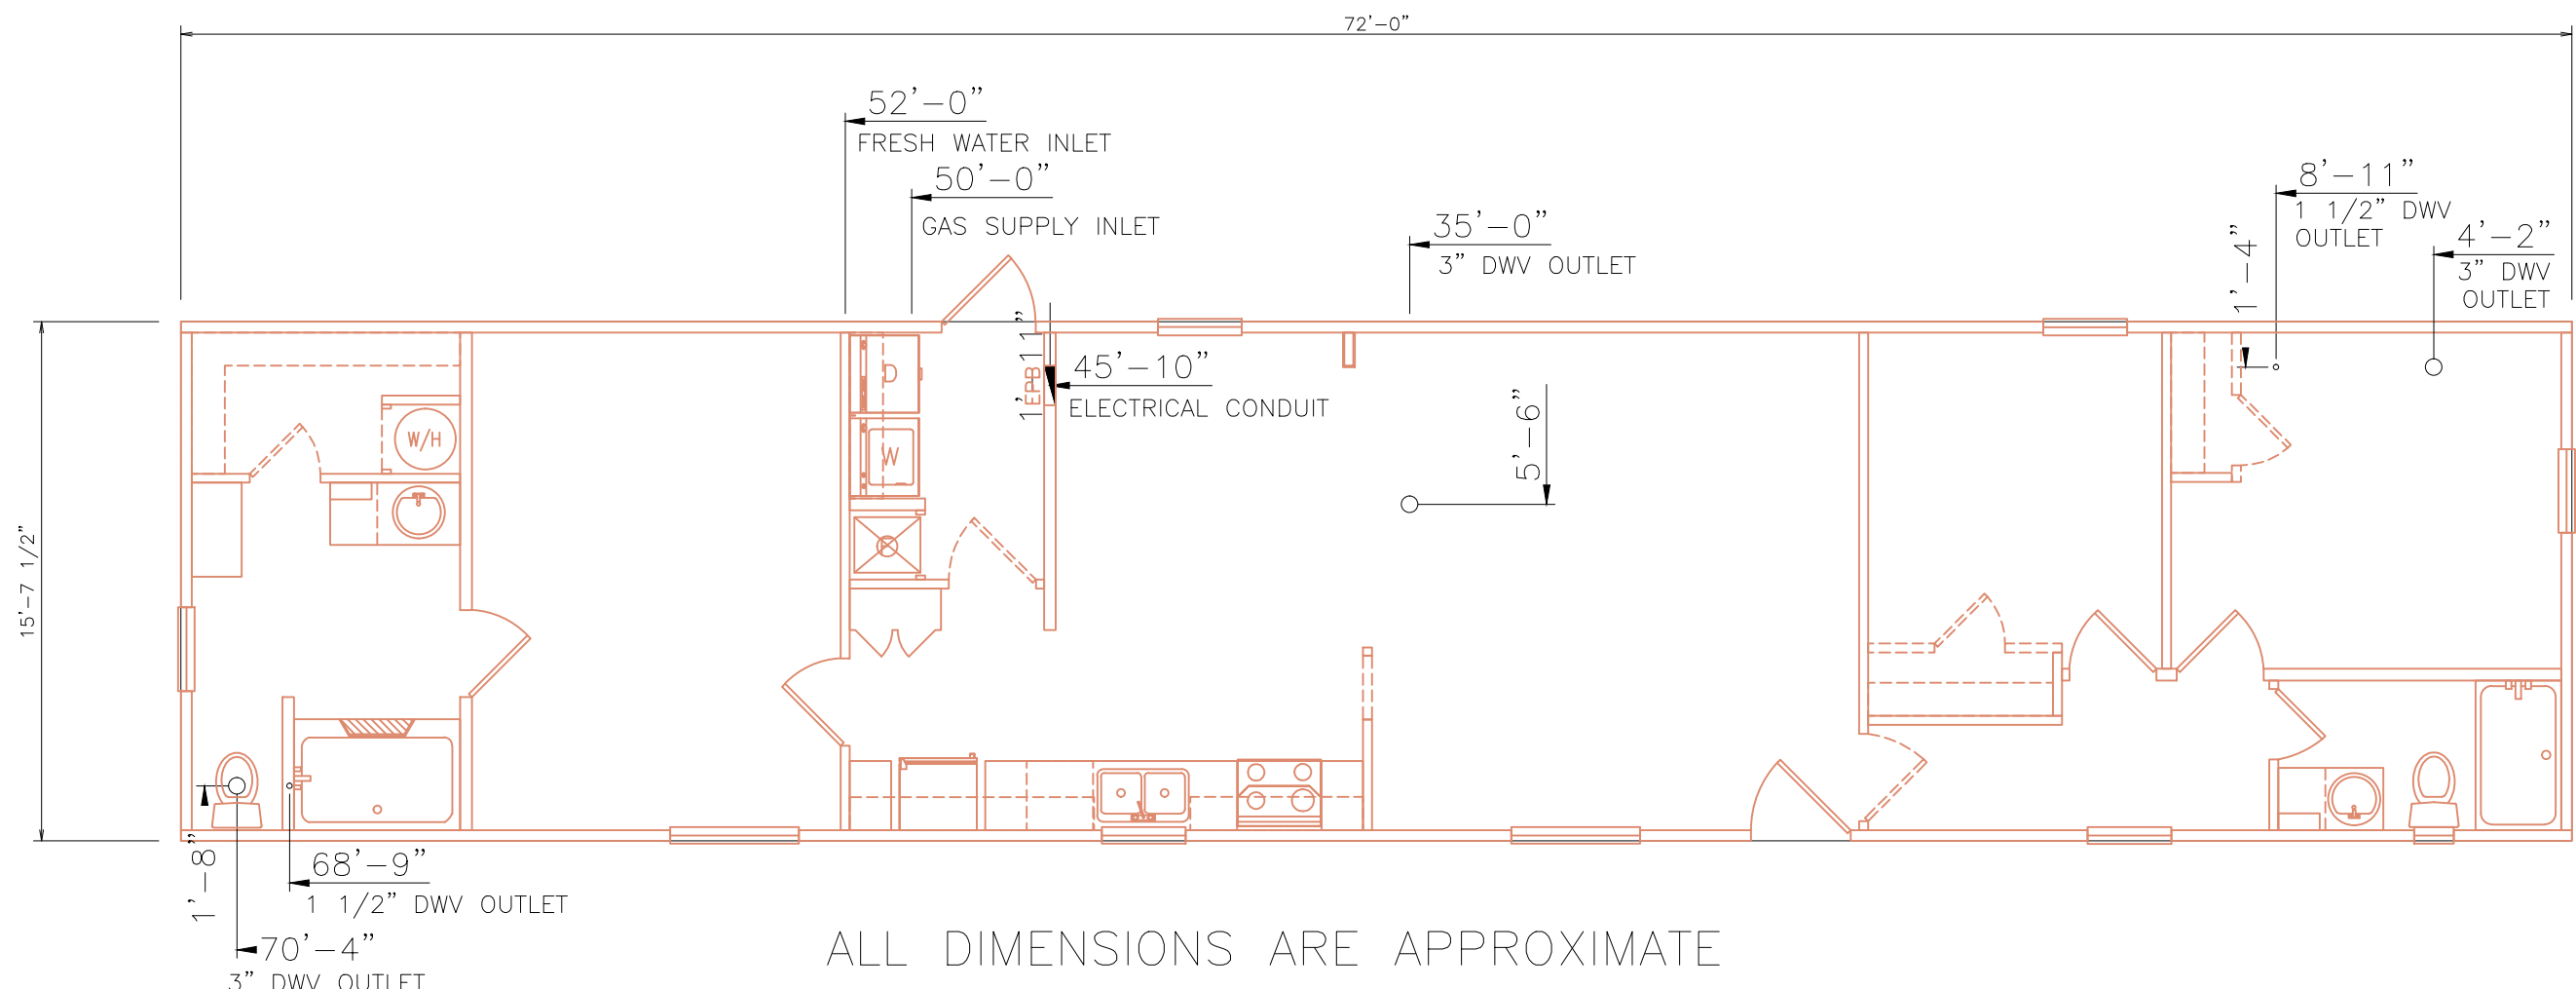 72'-0"
52'-0"
FRESH WATER INLET
50'-0"
GAS SUPPLY INLET
35'-0"
3" DWV OUTLET
8'-11"
1 1/2" DWV
OUTLET
1'-4"
4'-2"
3" DWV
OUTLET
1'11"
EPB
45'-10"
ELECTRICAL CONDUIT
D
W
W/H
5'-6"
15'-7 1/2"
1'-8"
68'-9"
1 1/2" DWV OUTLET
70'-4"
3" DWV OUTLET
ALL DIMENSIONS ARE APPROXIMATE